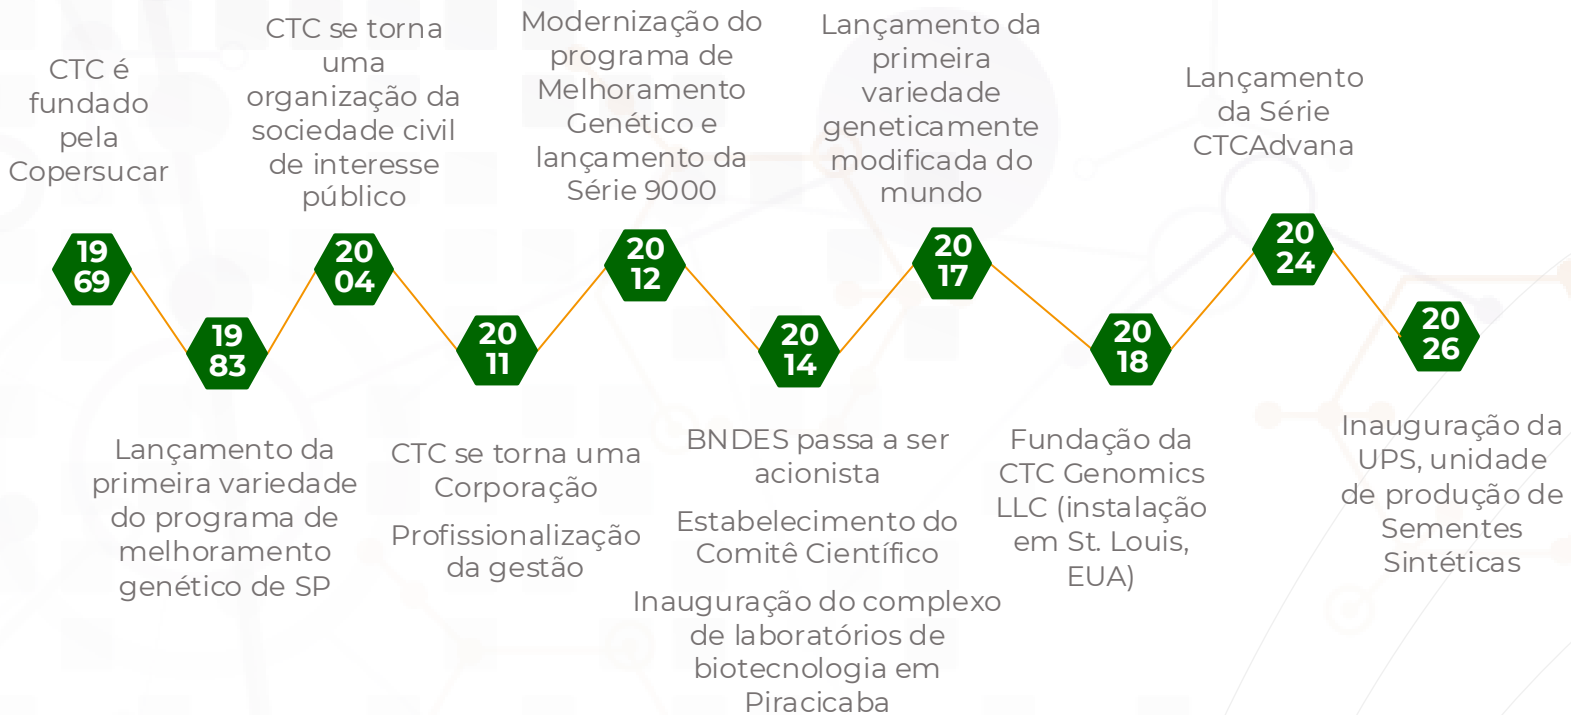 CTC é
fundado
pela
Copersucar
19
69
19
83
Lançamento da
primeira variedade
do programa de
melhoramento
genético de SP
CTC se torna
uma
organização da
sociedade civil
de interesse
público
20
04
20
11
CTC se torna uma
Corporação
Profissionalização
da gestão
Modernização do
programa de
Melhoramento
Genético e
lançamento da
Série 9000
20
12
20
14
BNDES passa a ser
acionista
Estabelecimento do
Comitê Científico
Inauguração do complexo
de laboratórios de
biotecnologia em
Piracicaba
Lançamento da
primeira
variedade
geneticamente
modificada do
mundo
20
17
20
18
Fundação da
CTC Genomics
LLC (instalação
em St. Louis,
EUA)
Lançamento
da Série
CTCAdvana
20
24
20
26
Inauguração da
UPS, unidade
de produção de
Sementes
Sintéticas